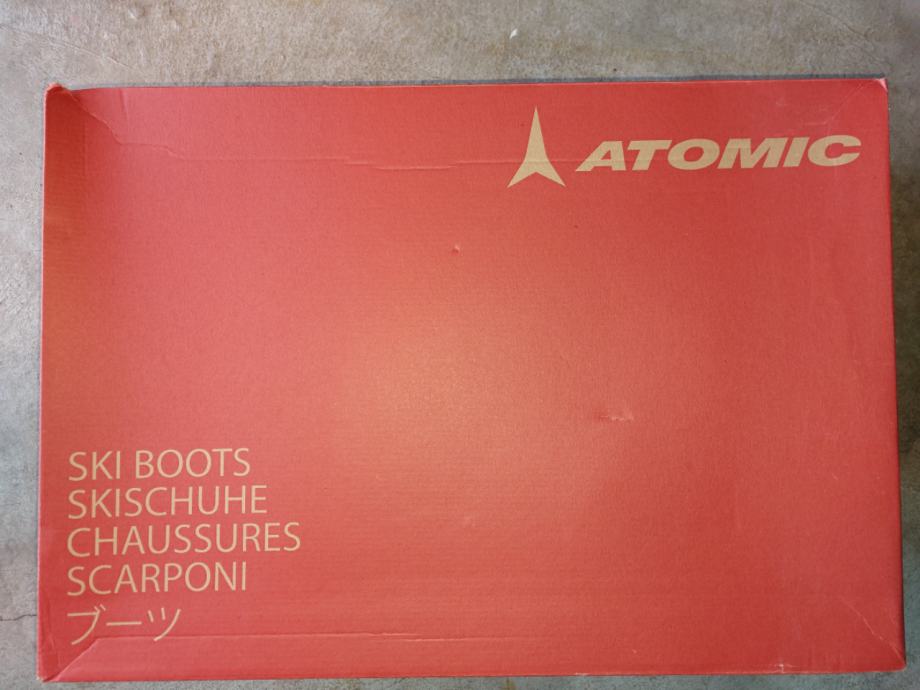 ATOMIC
SKI BOOTS
SKISCHUHE
CHAUSSURES
SCARPONI
ブーツ